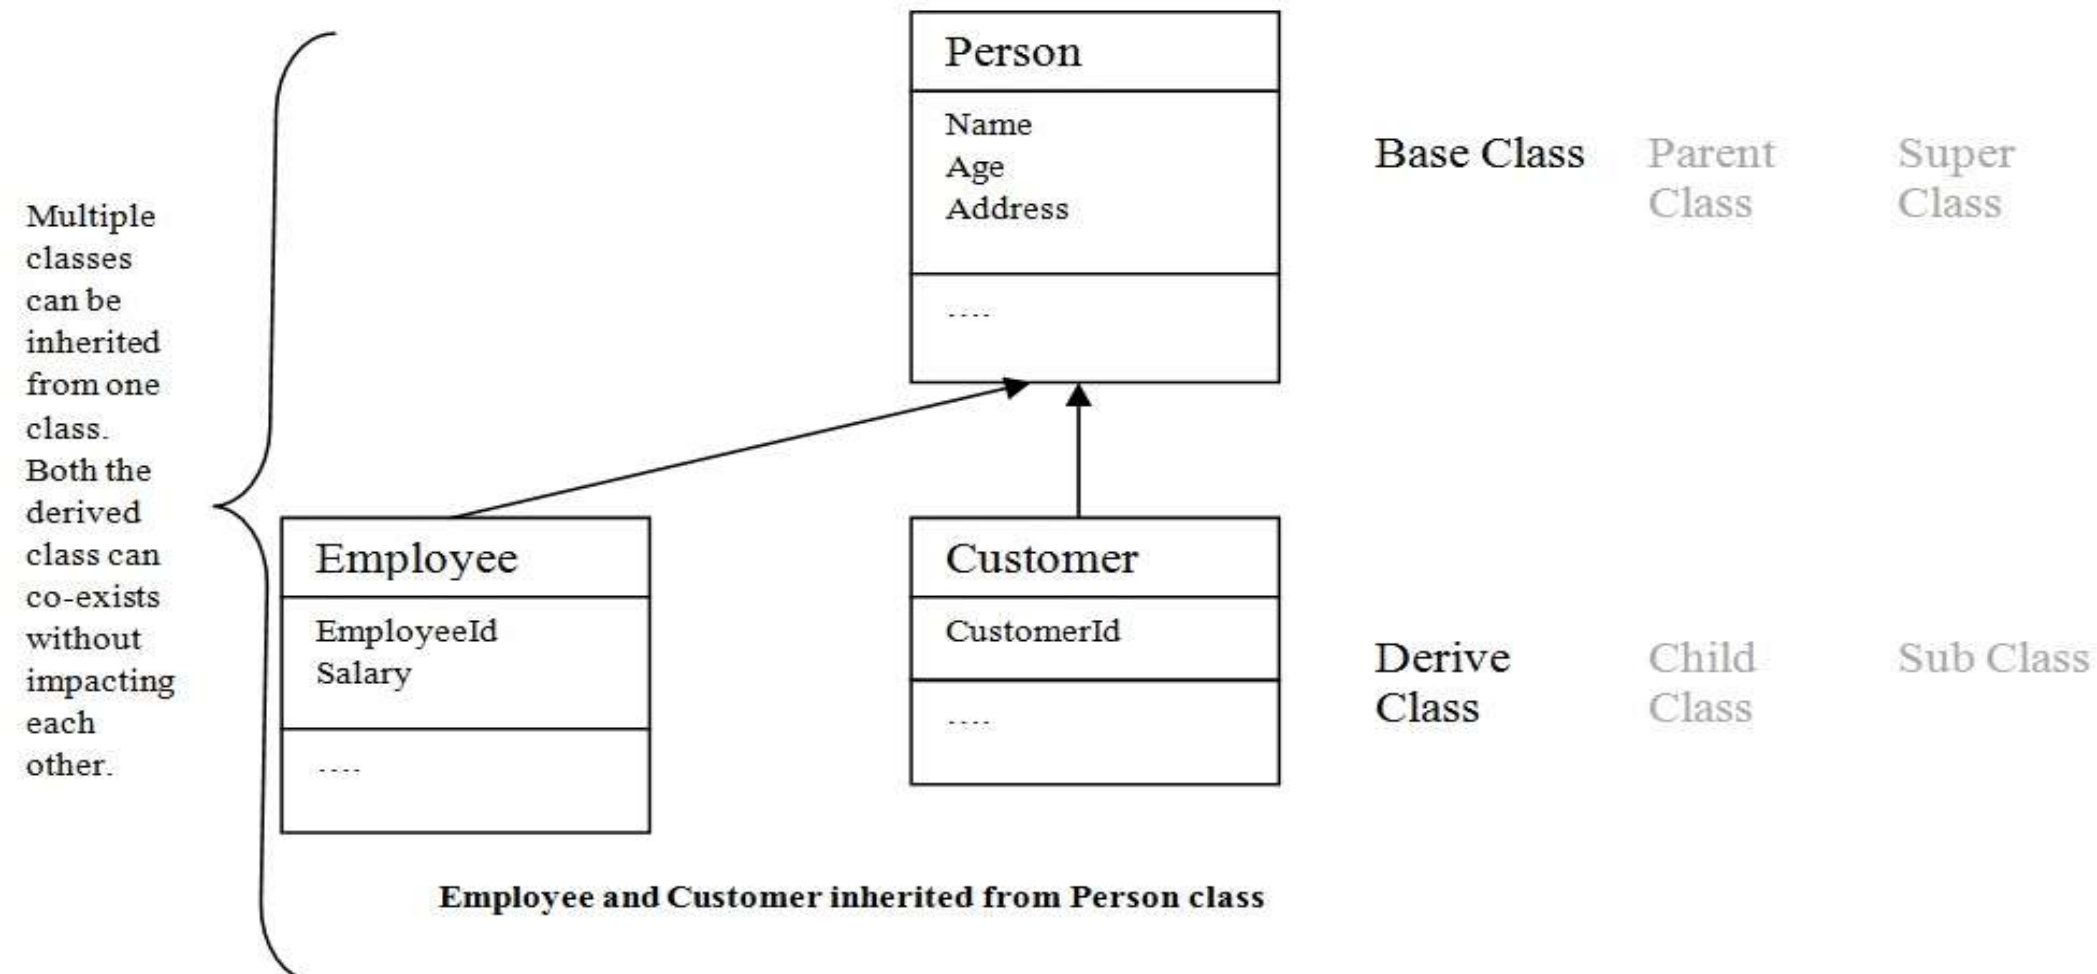 Multiple
classes
can be
inherited
from one
class.
Both the
derived
class can
co-exists
without
impacting
each
other.
Person
Name
Age
Address
....
Base Class
Parent
Class
Super
Class
Employee
EmployeeId
Salary
....
Customer
CustomerId
....
Derive
Class
Child
Class
Sub Class
Employee and Customer inherited from Person class